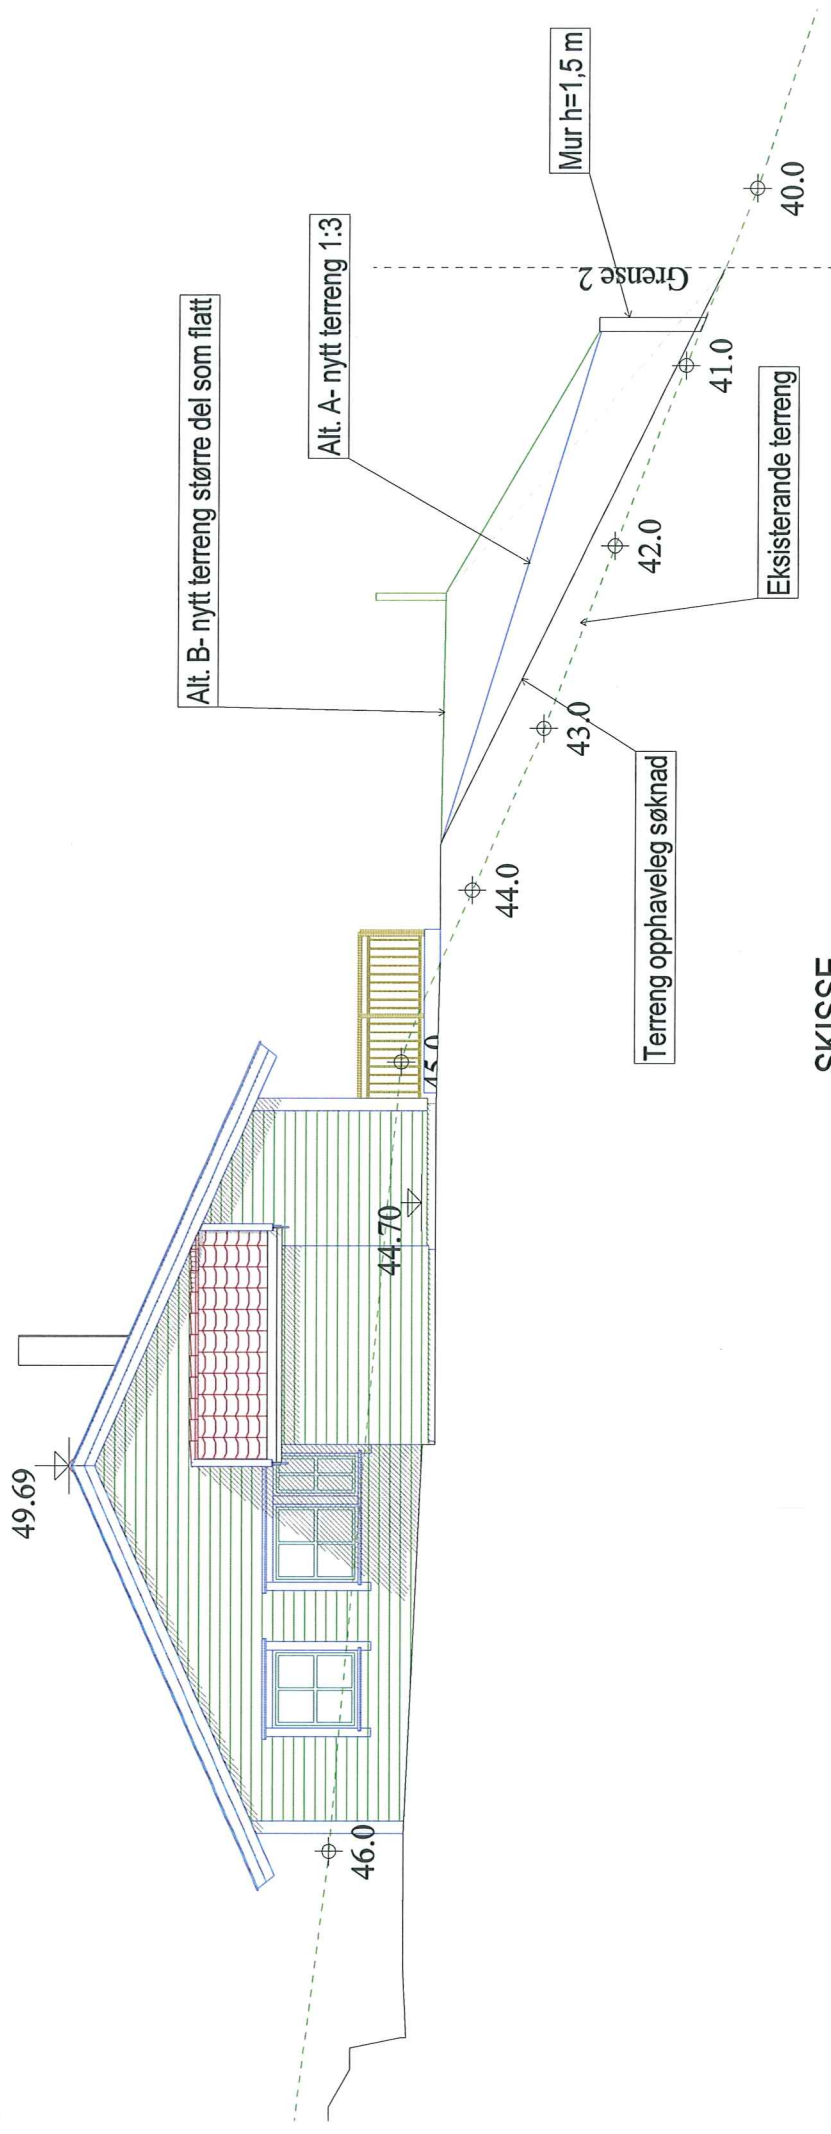 49.69
46.0
44.70
45.0
44.0
43.0
42.0
41.0
40.0
Alt. B- nytt terreng større del som flatt
Alt. A- nytt terreng 1:3
Mur h=1,5 m
Grense 2
Eksisterande terreng
Terreng opphaveleg søknad
SKISSE